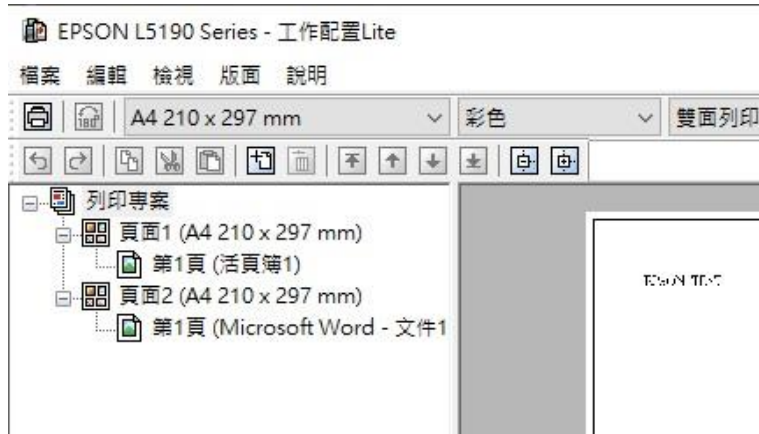 EPSON L5190 Series - 工作配置Lite
檔案 編輯 檢視 版面 說明
A4 210 x 297 mm 彩色 雙面列印
列印專案
頁面1 (A4 210 x 297 mm)
第1頁 (活頁簿1)
頁面2 (A4 210 x 297 mm)
第1頁 (Microsoft Word - 文件1
EPSON TEST